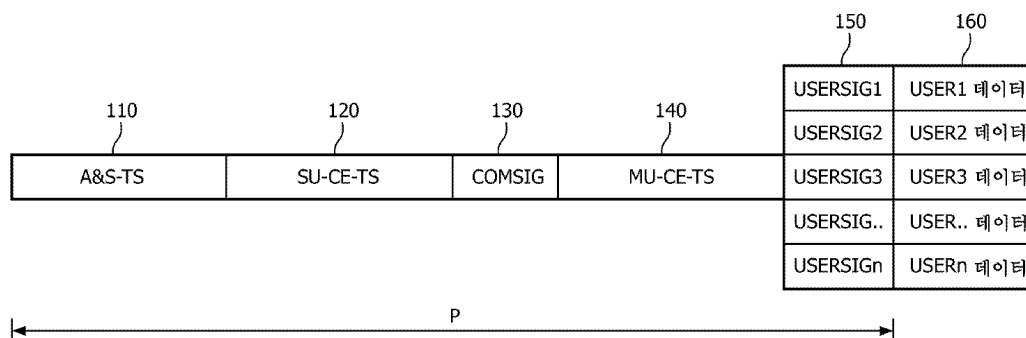 150 160
110 120 130 140
A&S-TS SU-CE-TS COMSIG MU-CE-TS
USERSIG1 USER1 데이터
USERSIG2 USER2 데이터
USERSIG3 USER3 데이터
USERSIG.. USER.. 데이터
USERSIGn USERn 데이터
P